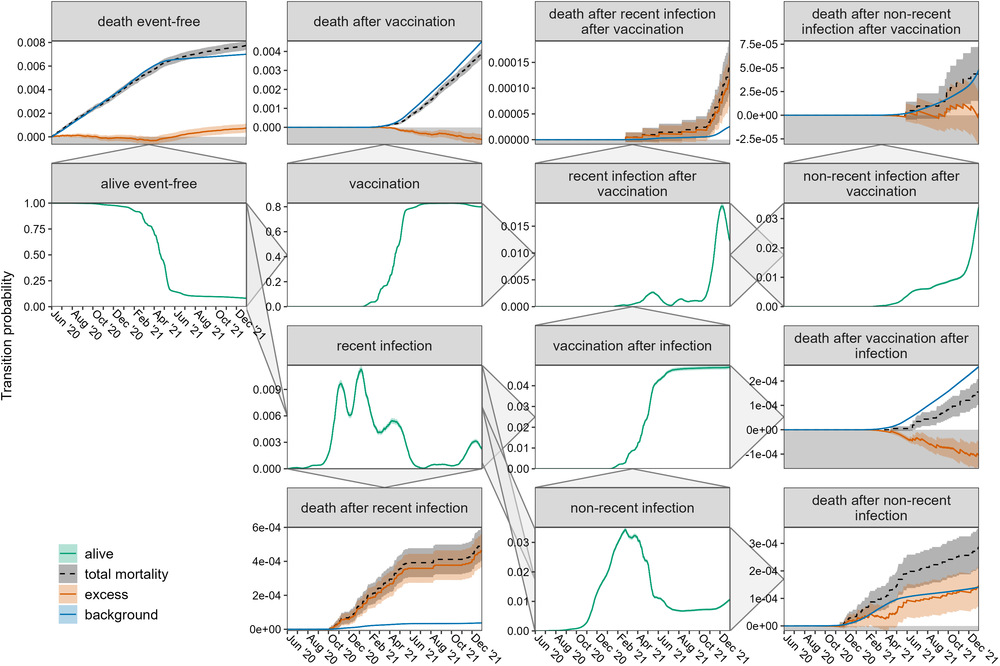 death event-free
death after vaccination
death after recent infection
after vaccination
death after non-recent
infection after vaccination
0.008
0.006
0.004
0.002
0.000
0.004
0.003
0.002
0.001
0.000
0.00015
0.00010
0.00005
0.00000
7.5e-05
5.0e-05
2.5e-05
0.0e+00
-2.5e-05
alive event-free
vaccination
recent infection after
vaccination
non-recent infection after
vaccination
1.00
0.75
0.50
0.25
0.00
Jun '20
Aug '20
Oct '20
Dec '20
Feb '21
Apr '21
Jun '21
Aug '21
Oct '21
Dec '21
0.8
0.6
0.4
0.2
0.0
0.015
0.010
0.005
0.000
0.03
0.02
0.01
0.00
Transition probability
recent infection
vaccination after infection
death after vaccination after
infection
0.009
0.006
0.003
0.000
0.04
0.03
0.02
0.01
0.00
2e-04
1e-04
0e+00
-1e-04
death after recent infection
non-recent infection
death after non-recent
infection
6e-04
4e-04
2e-04
0e+00
Jun '20
Aug '20
Oct '20
Dec '20
Feb '21
Apr '21
Jun '21
Aug '21
Oct '21
Dec '21
0.03
0.02
0.01
0.00
Jun '20
Aug '20
Oct '20
Dec '20
Feb '21
Apr '21
Jun '21
Aug '21
Oct '21
Dec '21
3e-04
2e-04
1e-04
0e+00
Jun '20
Aug '20
Oct '20
Dec '20
Feb '21
Apr '21
Jun '21
Aug '21
Oct '21
Dec '21
alive
total mortality
excess
background